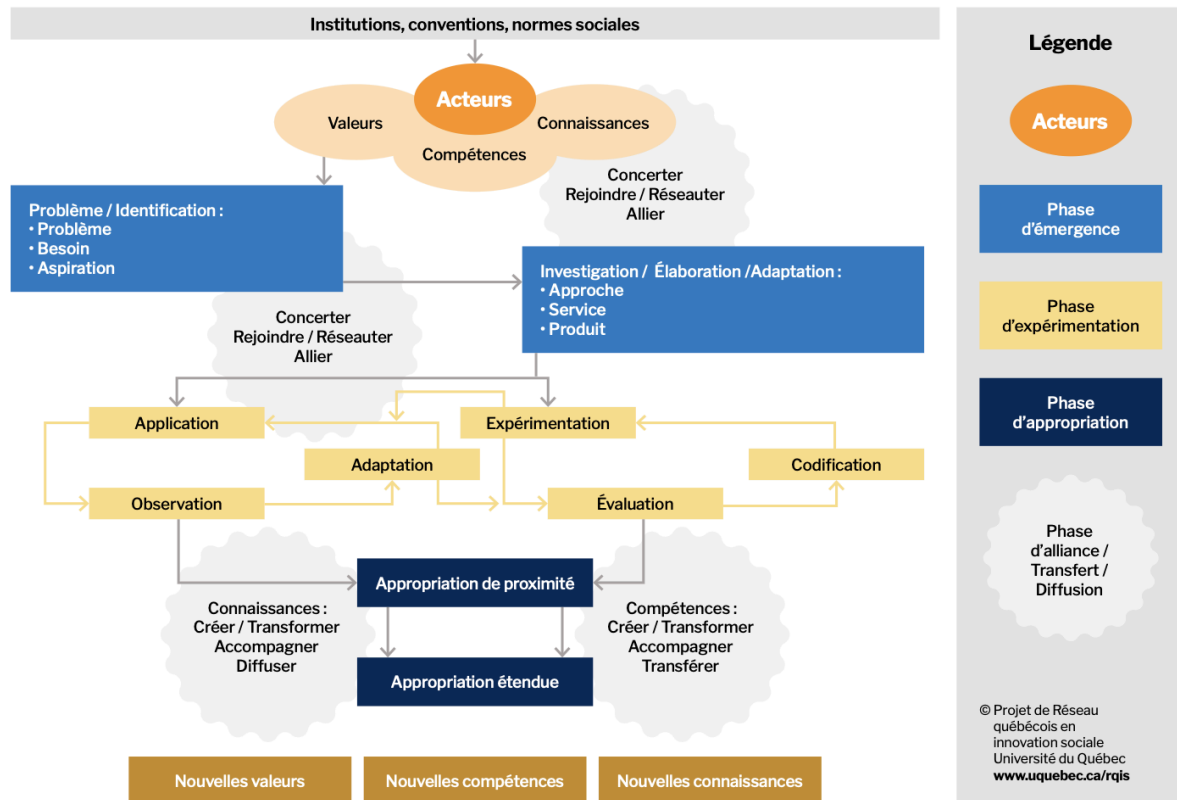 Institutions, conventions, normes sociales
Acteurs
Valeurs
Connaissances
Compétences
Concerter
Rejoindre / Réseauter
Allier
Problème / Identification :
• Problème
• Besoin
• Aspiration
Investigation / Élaboration /Adaptation :
• Approche
• Service
• Produit
Concerter
Rejoindre / Réseauter
Allier
Application
Expérimentation
Adaptation
Codification
Observation
Évaluation
Appropriation de proximité
Connaissances :
Créer / Transformer
Accompagner
Diffuser
Compétences :
Créer / Transformer
Accompagner
Transférer
Appropriation étendue
Nouvelles valeurs
Nouvelles compétences
Nouvelles connaissances
Légende
Acteurs
Phase
d'émergence
Phase
d'expérimentation
Phase
d'appropriation
Phase
d'alliance /
Transfert /
Diffusion
© Projet de Réseau
québécois en
innovation sociale
Université du Québec
www.uquebec.ca/rqis